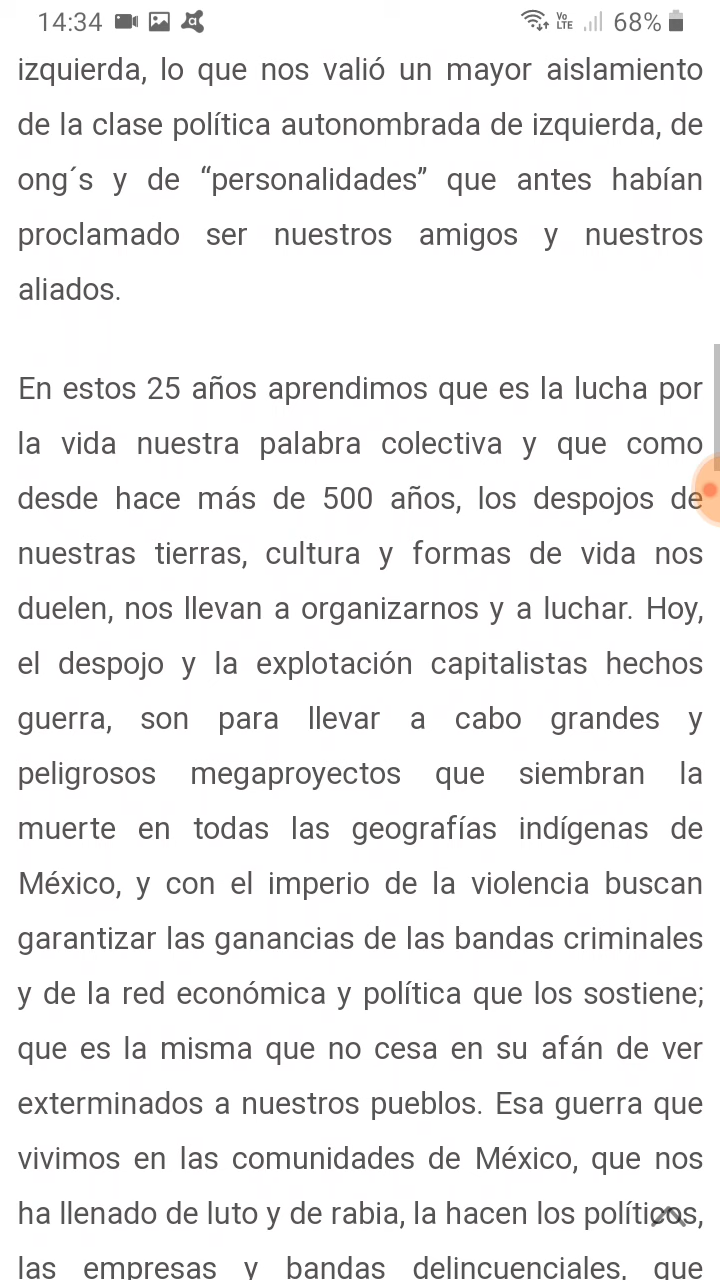 14:34 Vo LTE 68%
izquierda, lo que nos valió un mayor aislamiento
de la clase política autonombrada de izquierda, de
ong´s y de “personalidades” que antes habían
proclamado ser nuestros amigos y nuestros
aliados.
En estos 25 años aprendimos que es la lucha por
la vida nuestra palabra colectiva y que como
desde hace más de 500 años, los despojos de
nuestras tierras, cultura y formas de vida nos
duelen, nos llevan a organizarnos y a luchar. Hoy,
el despojo y la explotación capitalistas hechos
guerra, son para llevar a cabo grandes y
peligrosos megaproyectos que siembran la
muerte en todas las geografías indígenas de
México, y con el imperio de la violencia buscan
garantizar las ganancias de las bandas criminales
y de la red económica y política que los sostiene;
que es la misma que no cesa en su afán de ver
exterminados a nuestros pueblos. Esa guerra que
vivimos en las comunidades de México, que nos
ha llenado de luto y de rabia, la hacen los políticos,
las empresas y bandas delincuenciales, que